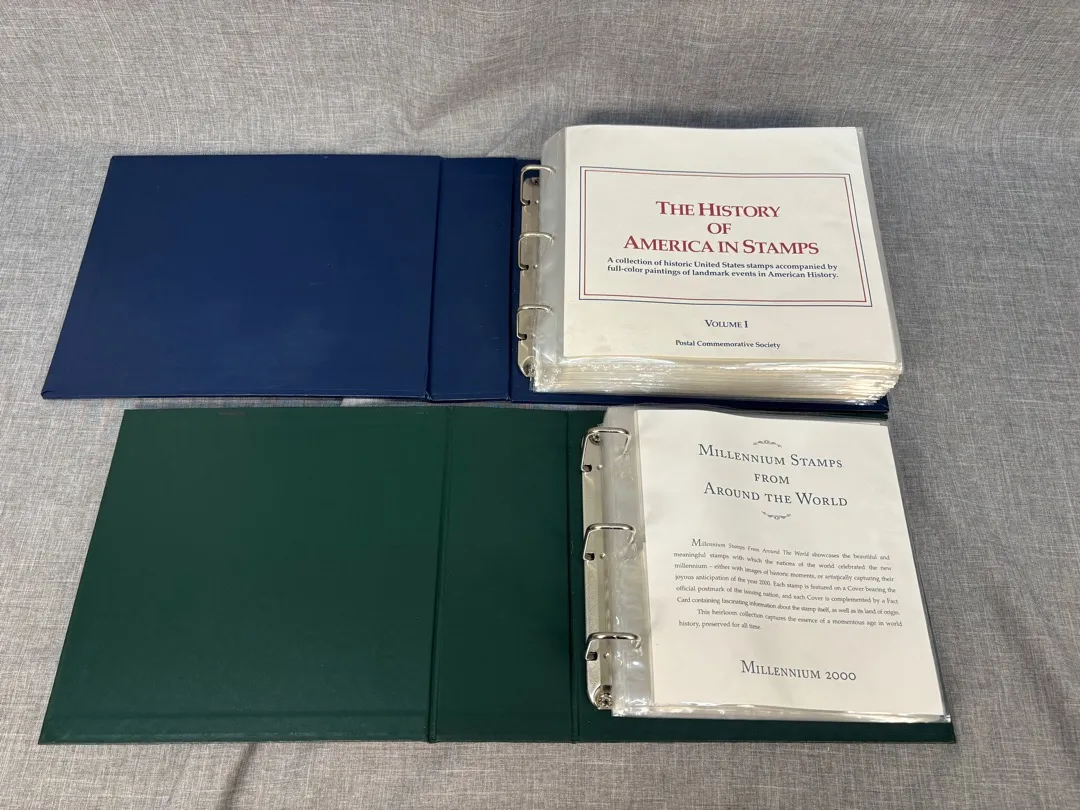 THE HISTORY
OF
AMERICA IN STAMPS
A collection of historic United States stamps accompanied by
full-color paintings of landmark events in American History.
VOLUME I
Postal Commemorative Society
MILLENNIUM STAMPS
FROM
AROUND THE WORLD
Millennium Stamps From Around The World showcases the beautiful and
meaningful stamps with which the nations of the world celebrated the new
millennium – either with images of historic moments, or artistically capturing their
joyous anticipation of the year 2000. Each stamp is featured on a Cover bearing the
official postmark of the issuing nation, and each Cover is complemented by a Fact
Card containing fascinating information about the stamp itself, as well as its land of origin.
This heirloom collection captures the essence of a momentous age in world
history, preserved for all time.
MILLENNIUM 2000